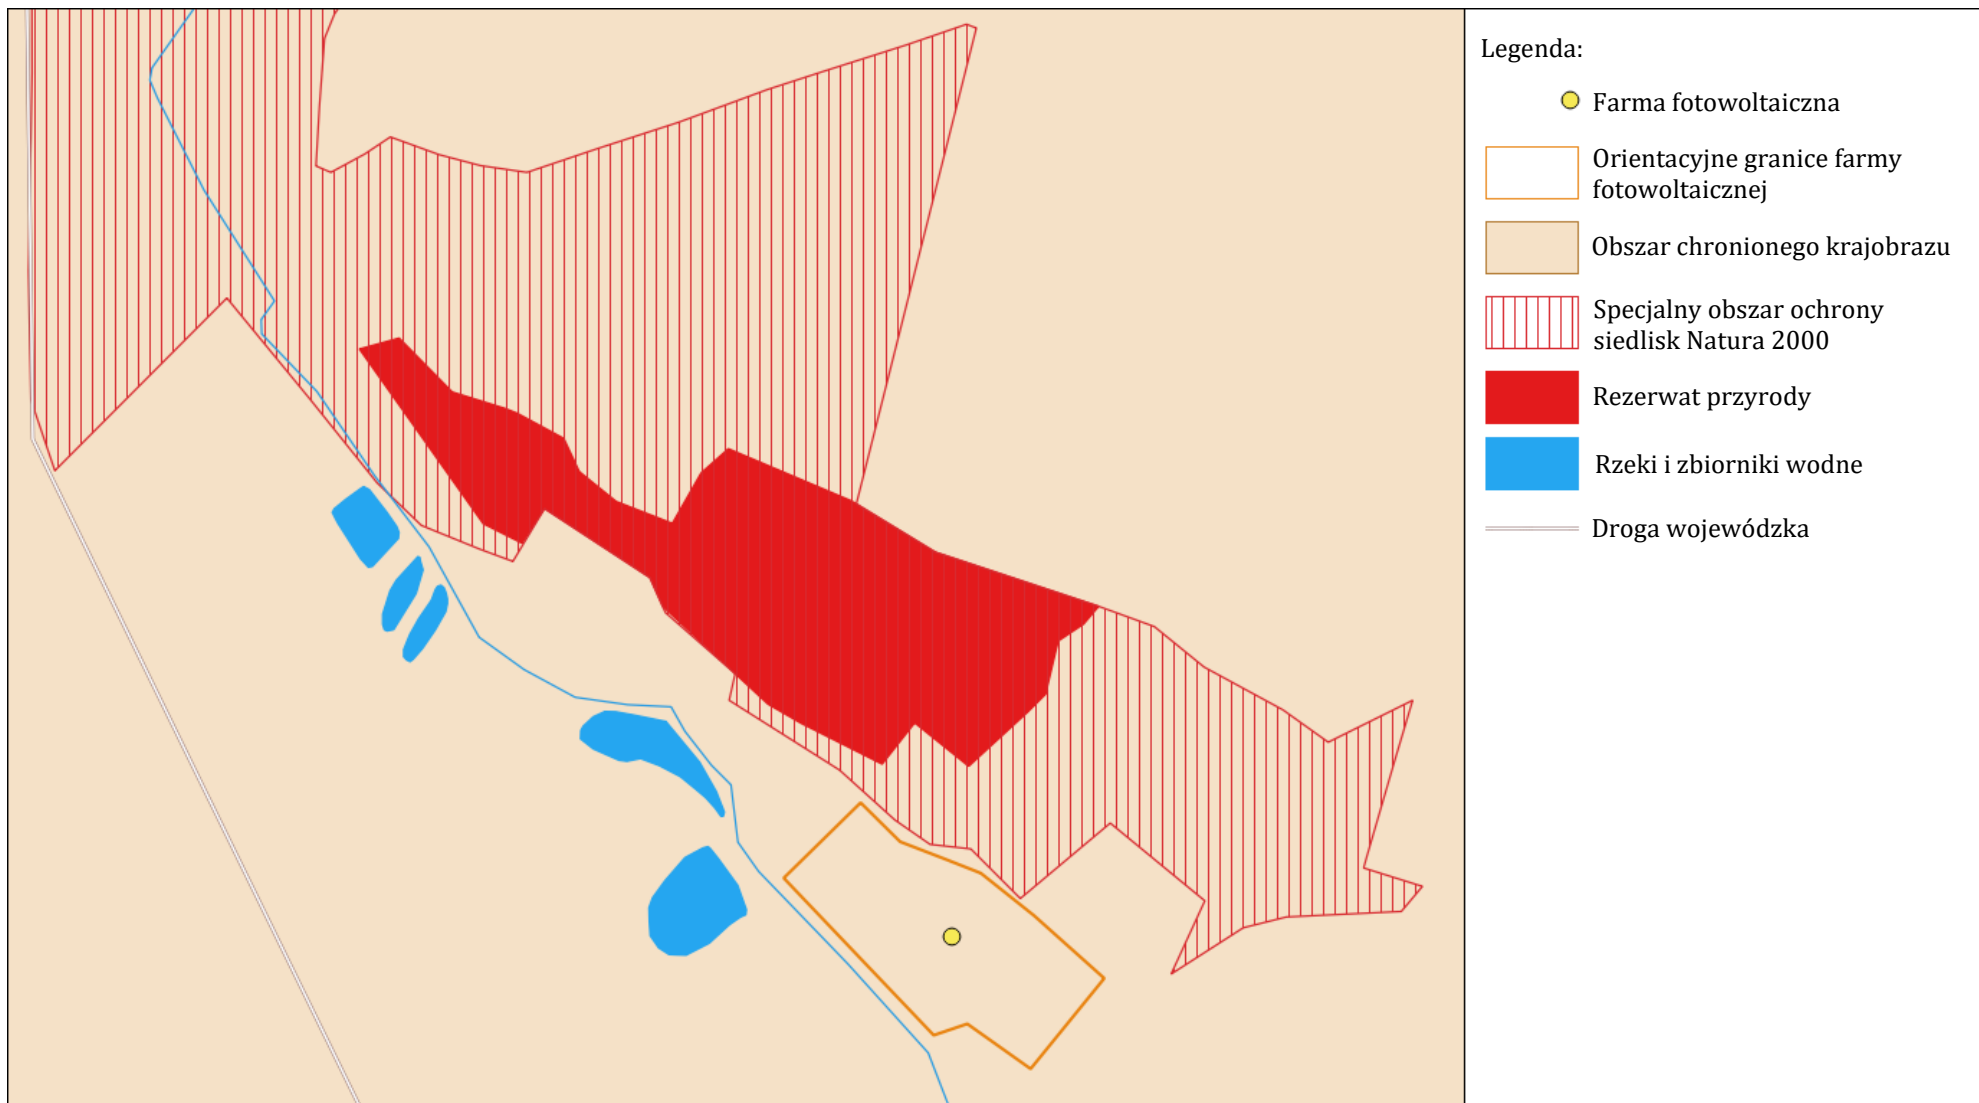 Legenda:
Farma fotowoltaiczna
Orientacyjne granice farmy
fotowoltaicznej
Obszar chronionego krajobrazu
Specjalny obszar ochrony
siedlisk Natura 2000
Rezerwat przyrody
Rzeki i zbiorniki wodne
Droga wojewódzka